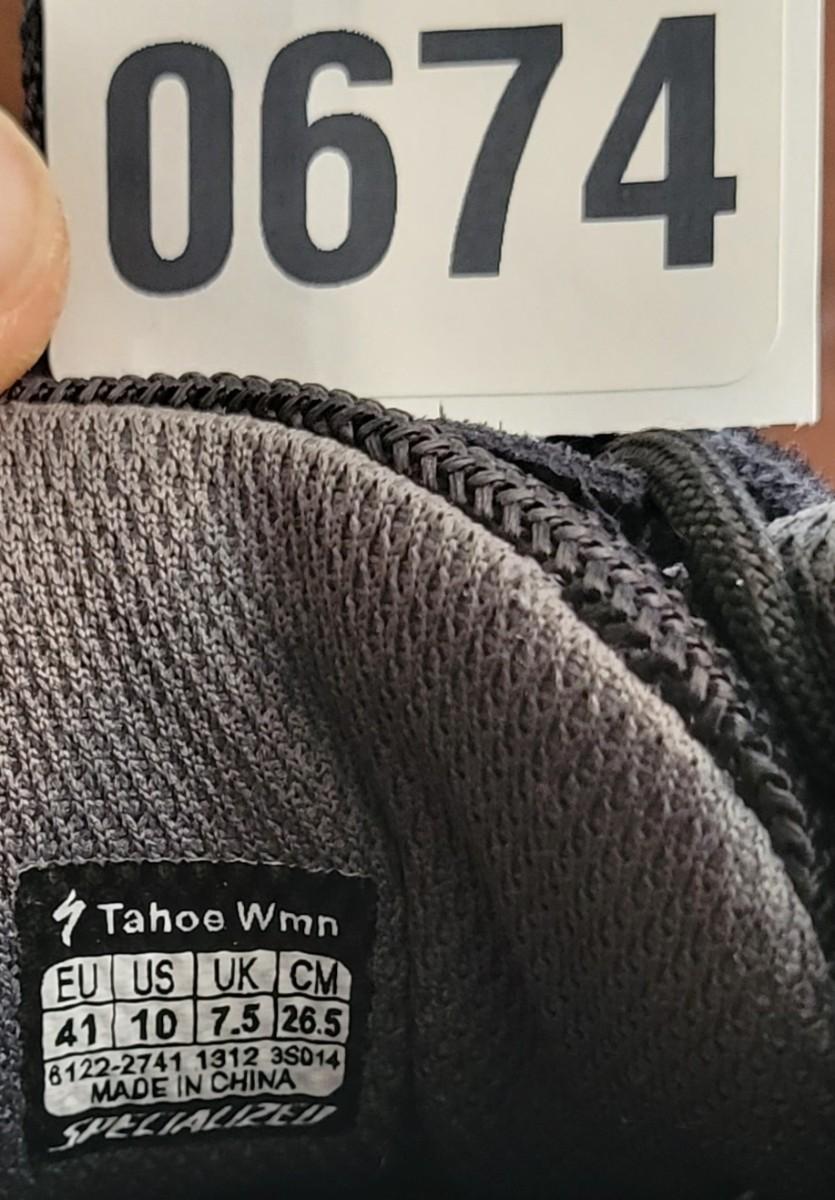 0674
Tahoe Wmn
EU US UK CM
41 10 7.5 26.5
6122-2741 1312 3S014
MADE IN CHINA
SPECIALIZED